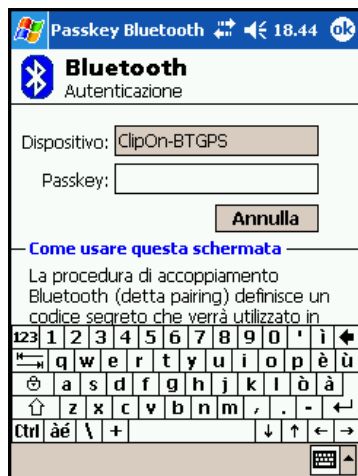 Passkey Bluetooth 18.44 ok
Bluetooth
Autenticazione
Dispositivo: ClipOn-BTGPS
Passkey:
Annulla
Come usare questa schermata
La procedura di accoppiamento
Bluetooth (detta pairing) definisce un
codice segreto che verrà utilizzato in
123 1 2 3 4 5 6 7 8 9 0 ' ì
q w e r t y u i o p è ù
a s d f g h j k l ò à
z x c v b n m , . -
Ctrl àé \ +